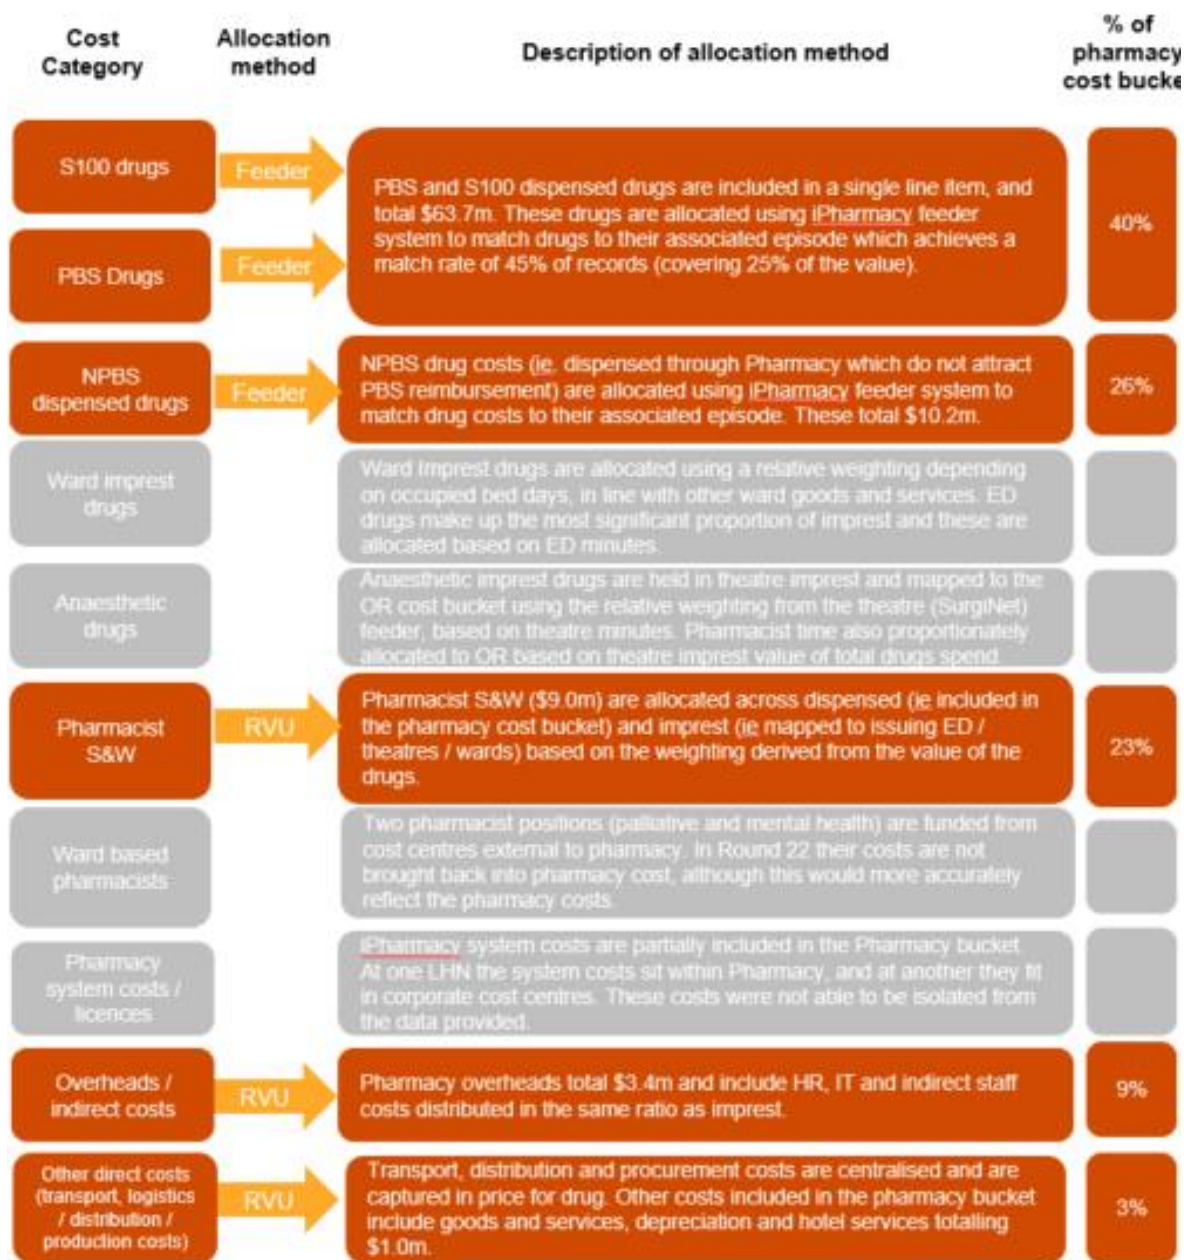 Cost
Category
Allocation
method
Description of allocation method
% of
pharmacy
cost bucke
S100 drugs
Feeder
PBS Drugs
Feeder
PBS and S100 dispensed drugs are included in a single line item, and
total $63.7m. These drugs are allocated using iPharmacy feeder
system to match drugs to their associated episode which achieves a
match rate of 45% of records (covering 25% of the value).
40%
NPBS
dispensed drugs
Feeder
NPBS drug costs (ie, dispensed through Pharmacy which do not attract
PBS reimbursement) are allocated using iPharmacy feeder system to
match drug costs to their associated episode. These total $10.2m.
26%
Ward imprest
drugs
Ward Imprest drugs are allocated using a relative weighting depending
on occupied bed days, in line with other ward goods and services. ED
drugs make up the most significant proportion of imprest and these are
allocated based on ED minutes.
Anaesthetic
drugs
Anaesthetic imprest drugs are held in theatre imprest and mapped to the
OR cost bucket using the relative weighting from the theatre (SurgiNet)
feeder, based on theatre minutes. Pharmacist time also proportionately
allocated to OR based on theatre imprest value of total drugs spend
Pharmacist
S&W
RVU
Pharmacist S&W ($9.0m) are allocated across dispensed (ie included in
the pharmacy cost bucket) and imprest (ie mapped to issuing ED /
theatres / wards) based on the weighting derived from the value of the
drugs.
23%
Ward based
pharmacists
Two pharmacist positions (palliative and mental health) are funded from
cost centres external to pharmacy. In Round 22 their costs are not
brought back into pharmacy cost, although this would more accurately
reflect the pharmacy costs.
Pharmacy
system costs /
licences
iPharmacy system costs are partially included in the Pharmacy bucket.
At one LHN the system costs sit within Pharmacy, and at another they fit
in corporate cost centres. These costs were not able to be isolated from
the data provided.
Overheads /
indirect costs
RVU
Pharmacy overheads total $3.4m and include HR, IT and indirect staff
costs distributed in the same ratio as imprest.
9%
Other direct costs
(transport, logistics
/ distribution /
production costs)
RVU
Transport, distribution and procurement costs are centralised and are
captured in price for drug. Other costs included in the pharmacy bucket
include goods and services, depreciation and hotel services totalling
$1.0m.
3%